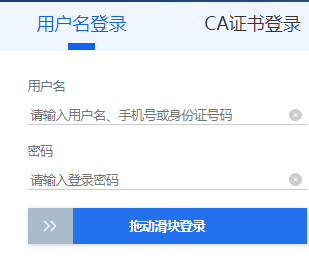 用户名登录 CA证书登录
用户名
请输入用户名、手机号或身份证号码
密码
请输入登录密码
拖动滑块登录